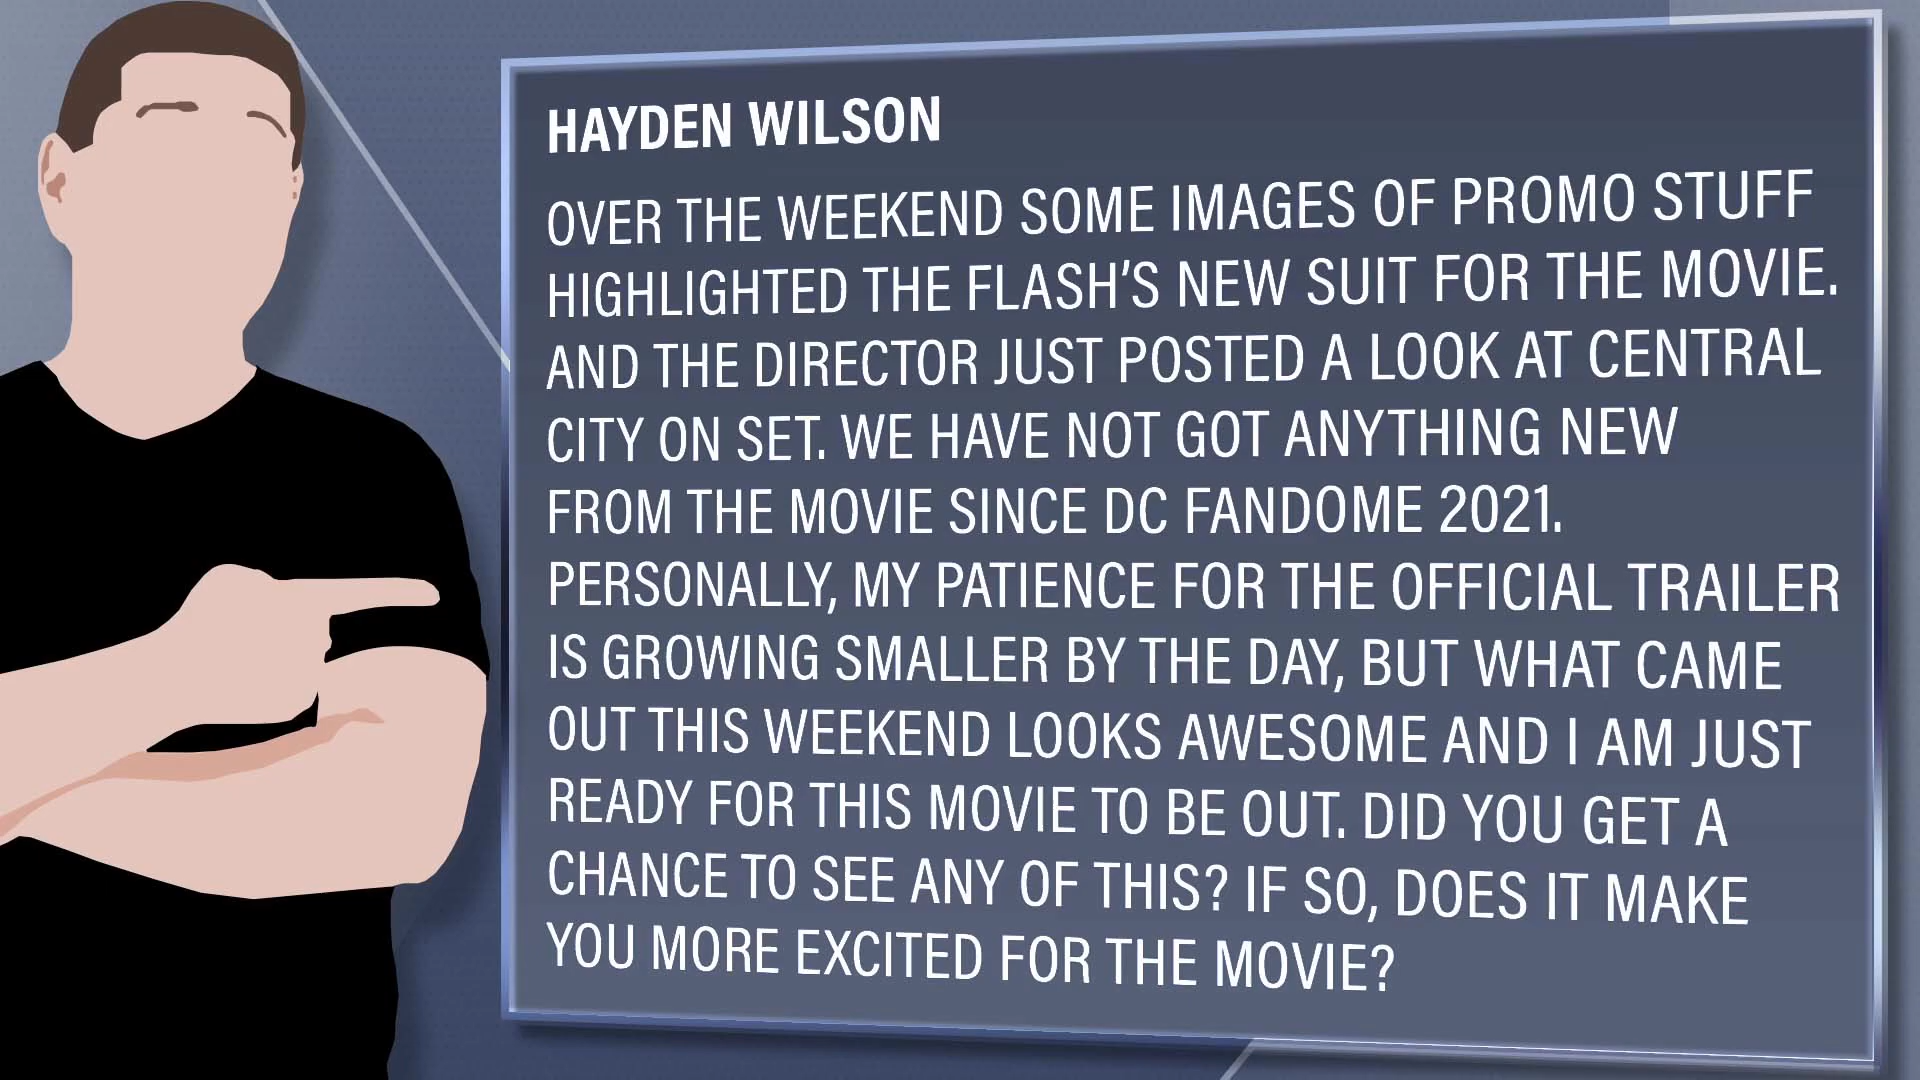 HAYDEN WILSON
OVER THE WEEKEND SOME IMAGES OF PROMO STUFF
HIGHLIGHTED THE FLASH'S NEW SUIT FOR THE MOVIE.
AND THE DIRECTOR JUST POSTED A LOOK AT CENTRAL
CITY ON SET. WE HAVE NOT GOT ANYTHING NEW
FROM THE MOVIE SINCE DC FANDOME 2021.
PERSONALLY, MY PATIENCE FOR THE OFFICIAL TRAILER
IS GROWING SMALLER BY THE DAY, BUT WHAT CAME
OUT THIS WEEKEND LOOKS AWESOME AND I AM JUST
READY FOR THIS MOVIE TO BE OUT. DID YOU GET A
CHANCE TO SEE ANY OF THIS? IF SO, DOES IT MAKE
YOU MORE EXCITED FOR THE MOVIE?